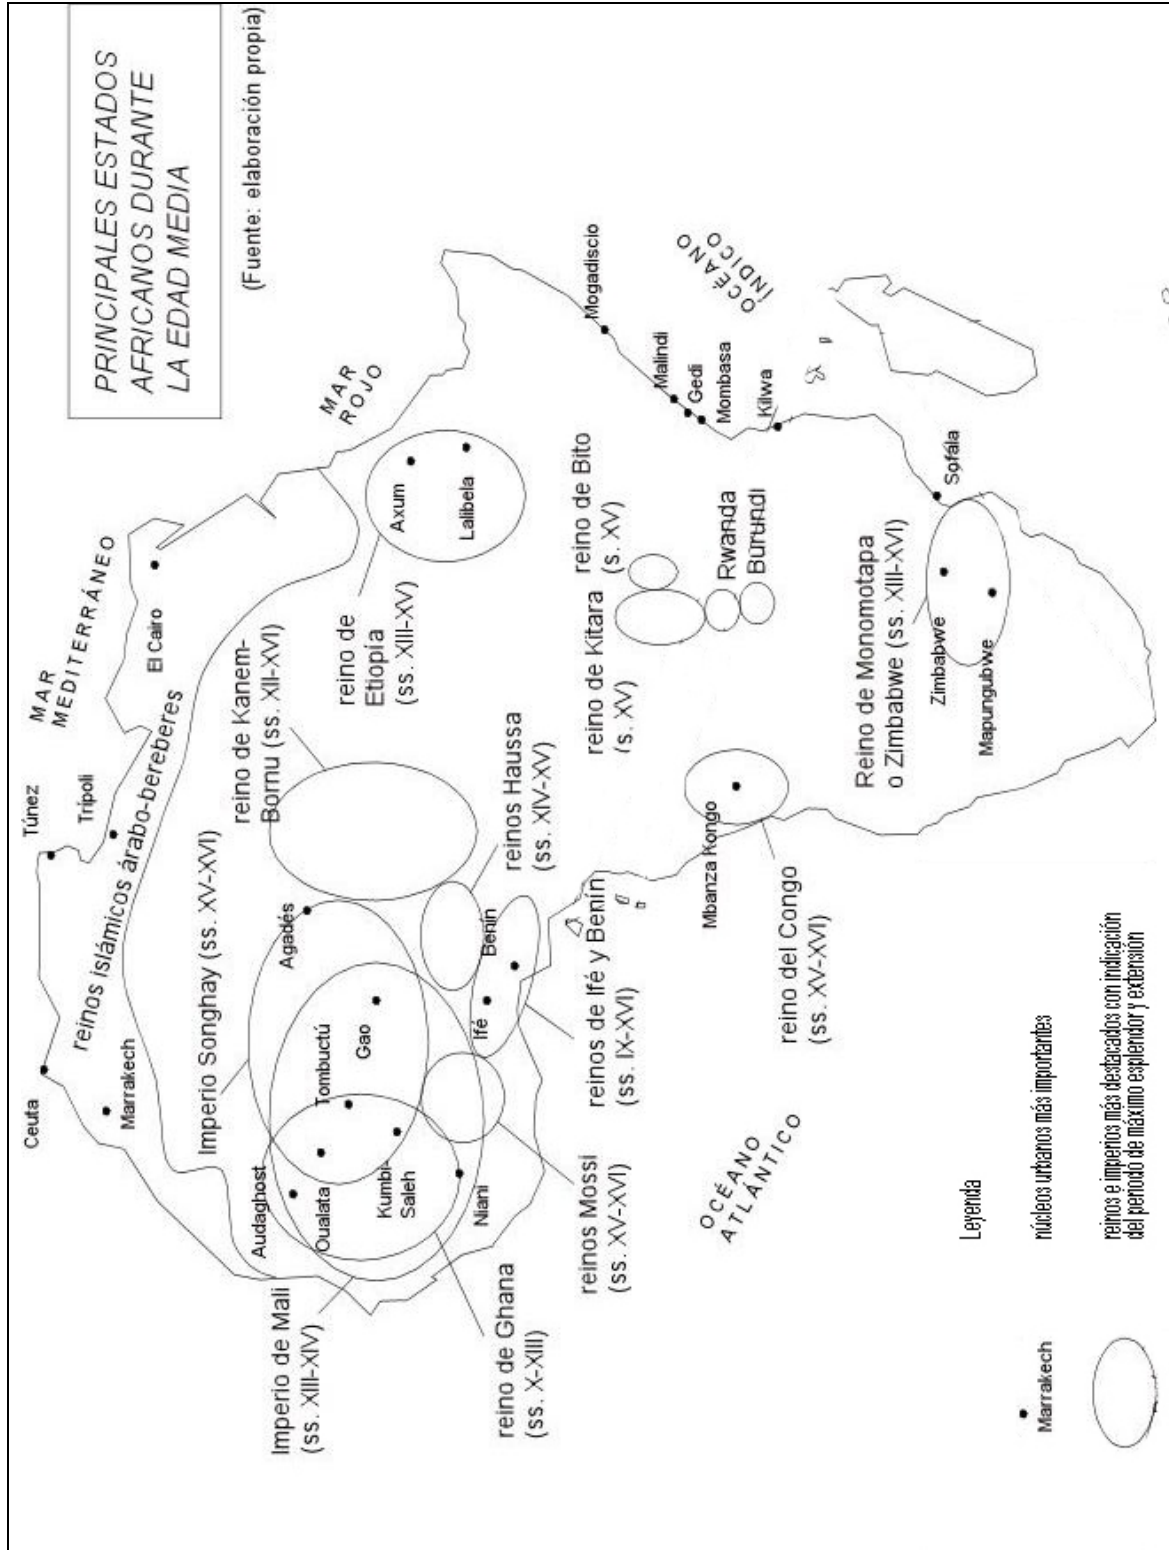 PRINCIPALES ESTADOS
AFRICANOS DURANTE
LA EDAD MEDIA
(Fuente: elaboración propia)
Ceuta
Túnez
MAR
MEDITERRÁNEO
Trípoli
El Cairo
Marrakech
reinos islámicos árabo-bereberes
MAR
ROJO
Imperio Songhay (ss. XV-XVI)
reino de Kanem-
Bornu (ss. XII-XVI)
reino de
Etiopía
(ss. XIII-XV)
Axum
Lalibela
Audaghost
Oualata
Tombuctú
Gao
Agadés
Kumbi-
Saleh
Niani
Imperio de Mali
(ss. XIII-XIV)
reino de Ghana
(ss. X-XIII)
reinos Mossi
(ss. XV-XVI)
Ifé
Benín
reinos Haussa
(ss. XIV-XV)
reinos de Ifé y Benín
(ss. IX-XVI)
reino de Kitara
(s. XV)
reino de Bito
(s. XV)
Rwanda
Burundi
Mogadiscio
Malindi
Gedi
Mombasa
Kilwa
OCÉANO
ÍNDICO
OCÉANO
ATLÁNTICO
Mbanza Kongo
reino del Congo
(ss. XV-XVI)
Reino de Monomotapa
o Zimbabwe (ss. XIII-XVI)
Zimbabwe
Mapungubwe
Sofála
Leyenda
Marrakech
núcleos urbanos más importantes
reinos e imperios más destacados con indicación
del periodo de máximo esplendor y extensión